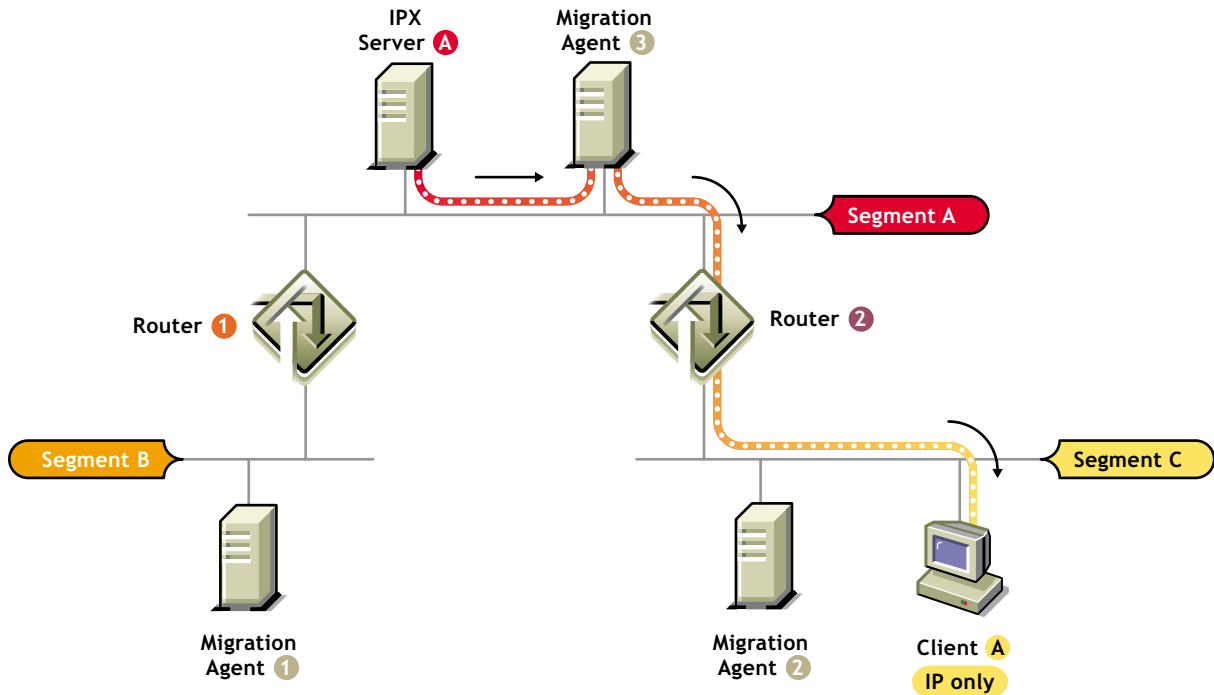 IPX
Server A
Migration
Agent 3
Segment A
Router 1
Router 2
Segment B
Segment C
Migration
Agent 1
Migration
Agent 2
Client A
IP only